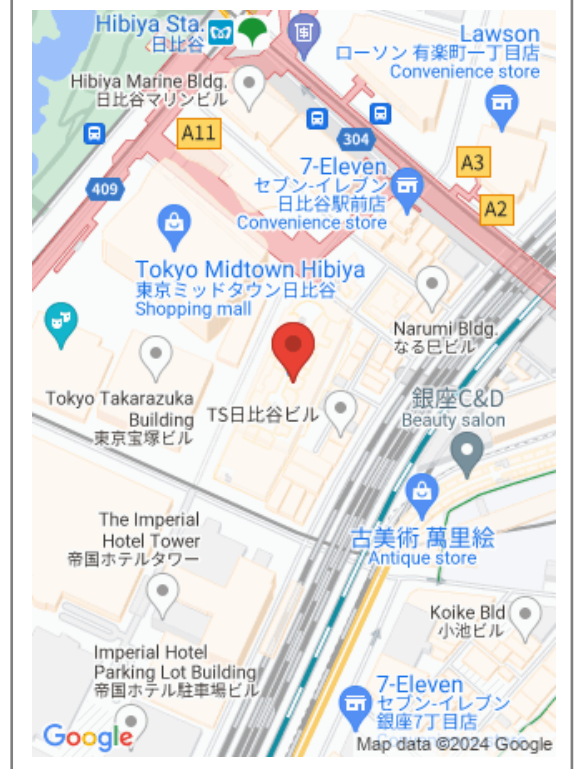 Hibiya Sta.
日比谷
Lawson
ローソン 有楽町一丁目店
Convenience store
Hibiya Marine Bldg.
日比谷マリンビル
A11
304
7-Eleven
セブン-イレブン
日比谷駅前店
Convenience store
A3
A2
409
Tokyo Midtown Hibiya
東京ミッドタウン日比谷
Shopping mall
Narumi Bldg.
なる巳ビル
Tokyo Takarazuka
Building
東京宝塚ビル
TS日比谷ビル
銀座C&D
Beauty salon
The Imperial
Hotel Tower
帝国ホテルタワー
古美術 萬里絵
Antique store
Koike Bld
小池ビル
Imperial Hotel
Parking Lot Building
帝国ホテル駐車場ビル
7-Eleven
セブン-イレブン
銀座7丁目店
Google
Map data ©2024 Google